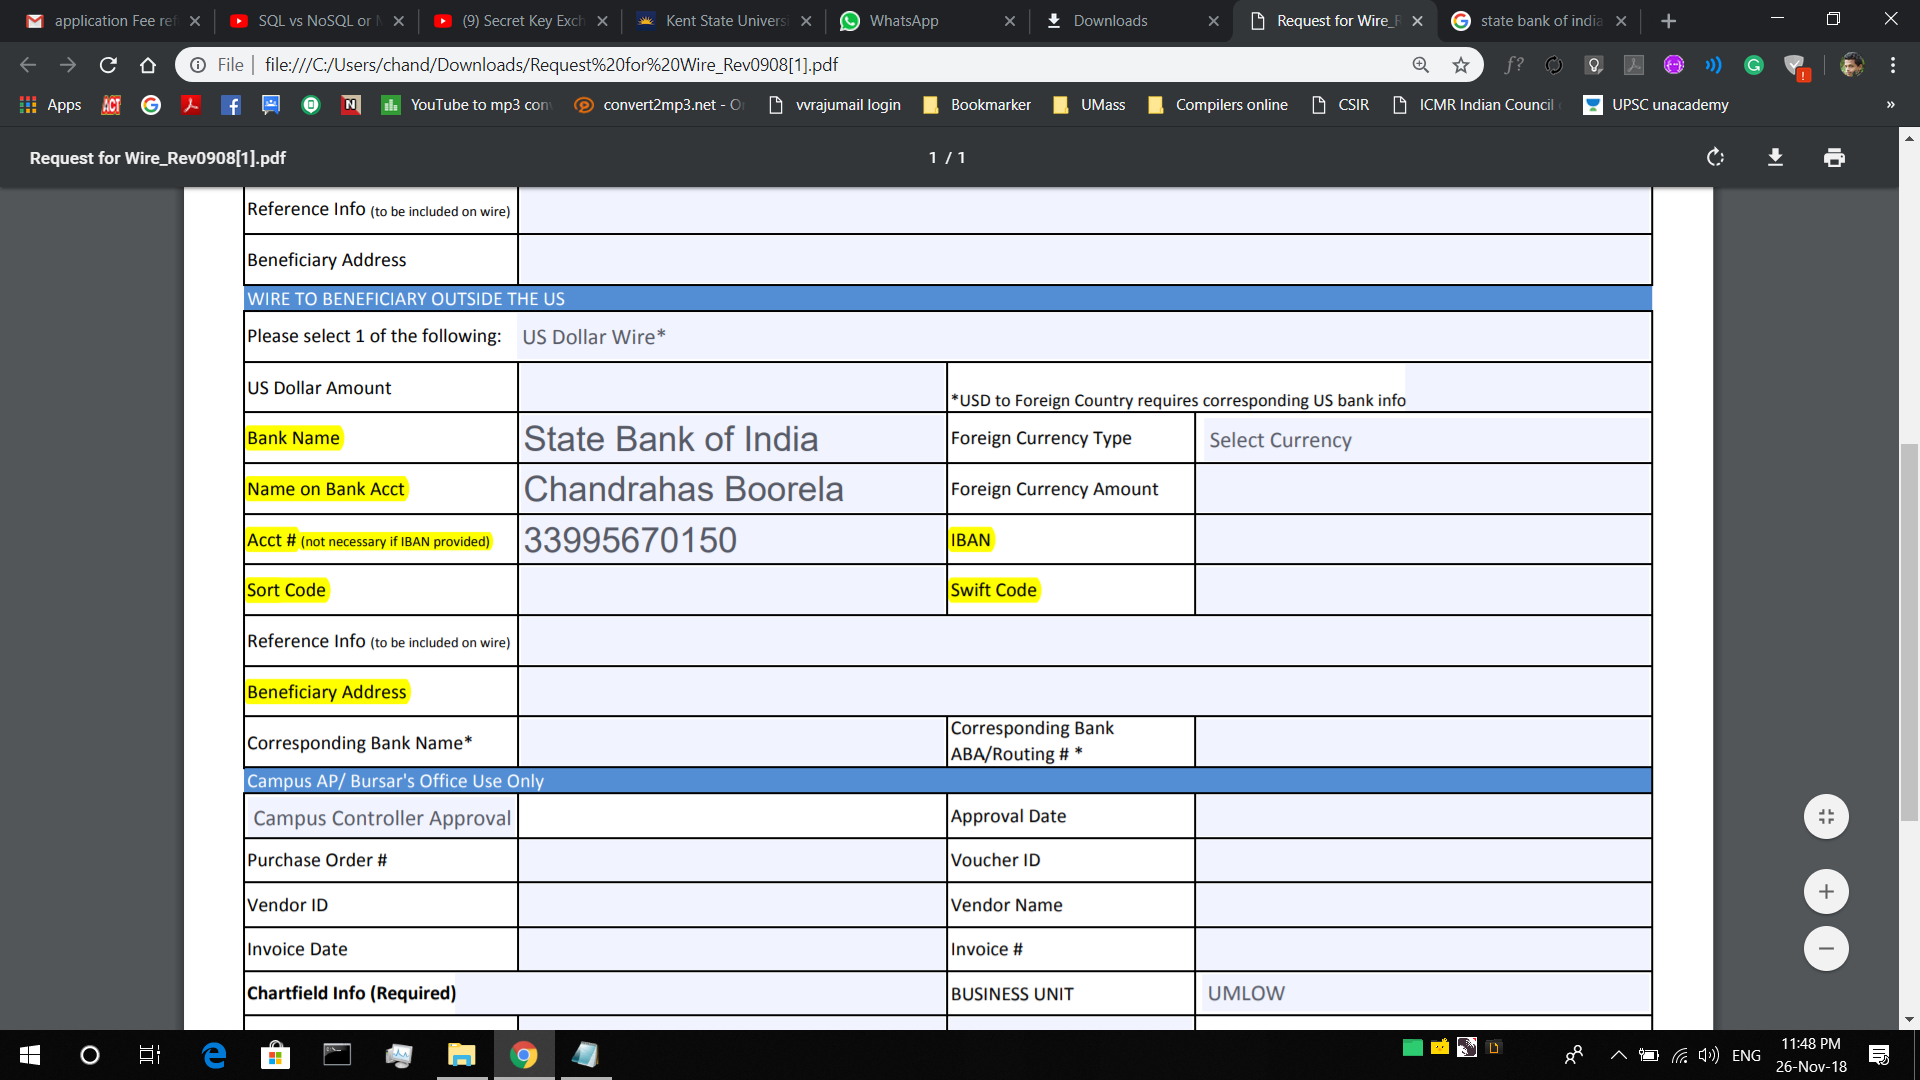 application Fee ref
SQL vs NoSQL or M
(9) Secret Key Exch
Kent State Universi
WhatsApp
Downloads
Request for Wire_R
state bank of india
File
file:///C:/Users/chand/Downloads/Request%20for%20Wire_Rev0908[1].pdf
Apps
ACT
YouTube to mp3 con
convert2mp3.net - O
vvrajumail login
Bookmarker
UMass
Compilers online
CSIR
ICMR Indian Council
UPSC unacademy
Request for Wire_Rev0908[1].pdf
1 / 1
Reference Info (to be included on wire)
Beneficiary Address
WIRE TO BENEFICIARY OUTSIDE THE US
Please select 1 of the following: US Dollar Wire*
US Dollar Amount
*USD to Foreign Country requires corresponding US bank info
Bank Name State Bank of India Foreign Currency Type Select Currency
Name on Bank Acct Chandrahas Boorela Foreign Currency Amount
Acct # (not necessary if IBAN provided) 33995670150 IBAN
Sort Code Swift Code
Reference Info (to be included on wire)
Beneficiary Address
Corresponding Bank Name*
Corresponding Bank
ABA/Routing # *
Campus AP/ Bursar's Office Use Only
Campus Controller Approval Approval Date
Purchase Order # Voucher ID
Vendor ID Vendor Name
Invoice Date Invoice #
Chartfield Info (Required) BUSINESS UNIT UMLOW
ENG
11:48 PM
26-Nov-18